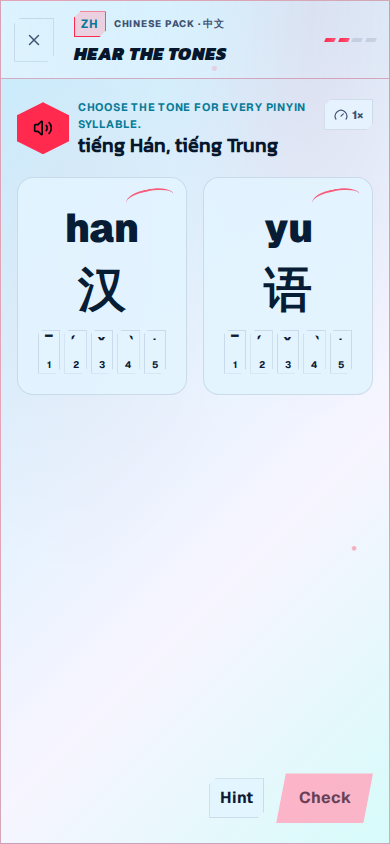 ZH CHINESE PACK · 中文
HEAR THE TONES
CHOOSE THE TONE FOR EVERY PINYIN
SYLLABLE.
tiếng Hán, tiếng Trung
1×
han yu
汉 语
ˉ ˊ ˇ ˋ · ˉ ˊ ˇ ˋ ·
1 2 3 4 5 1 2 3 4 5
Hint Check